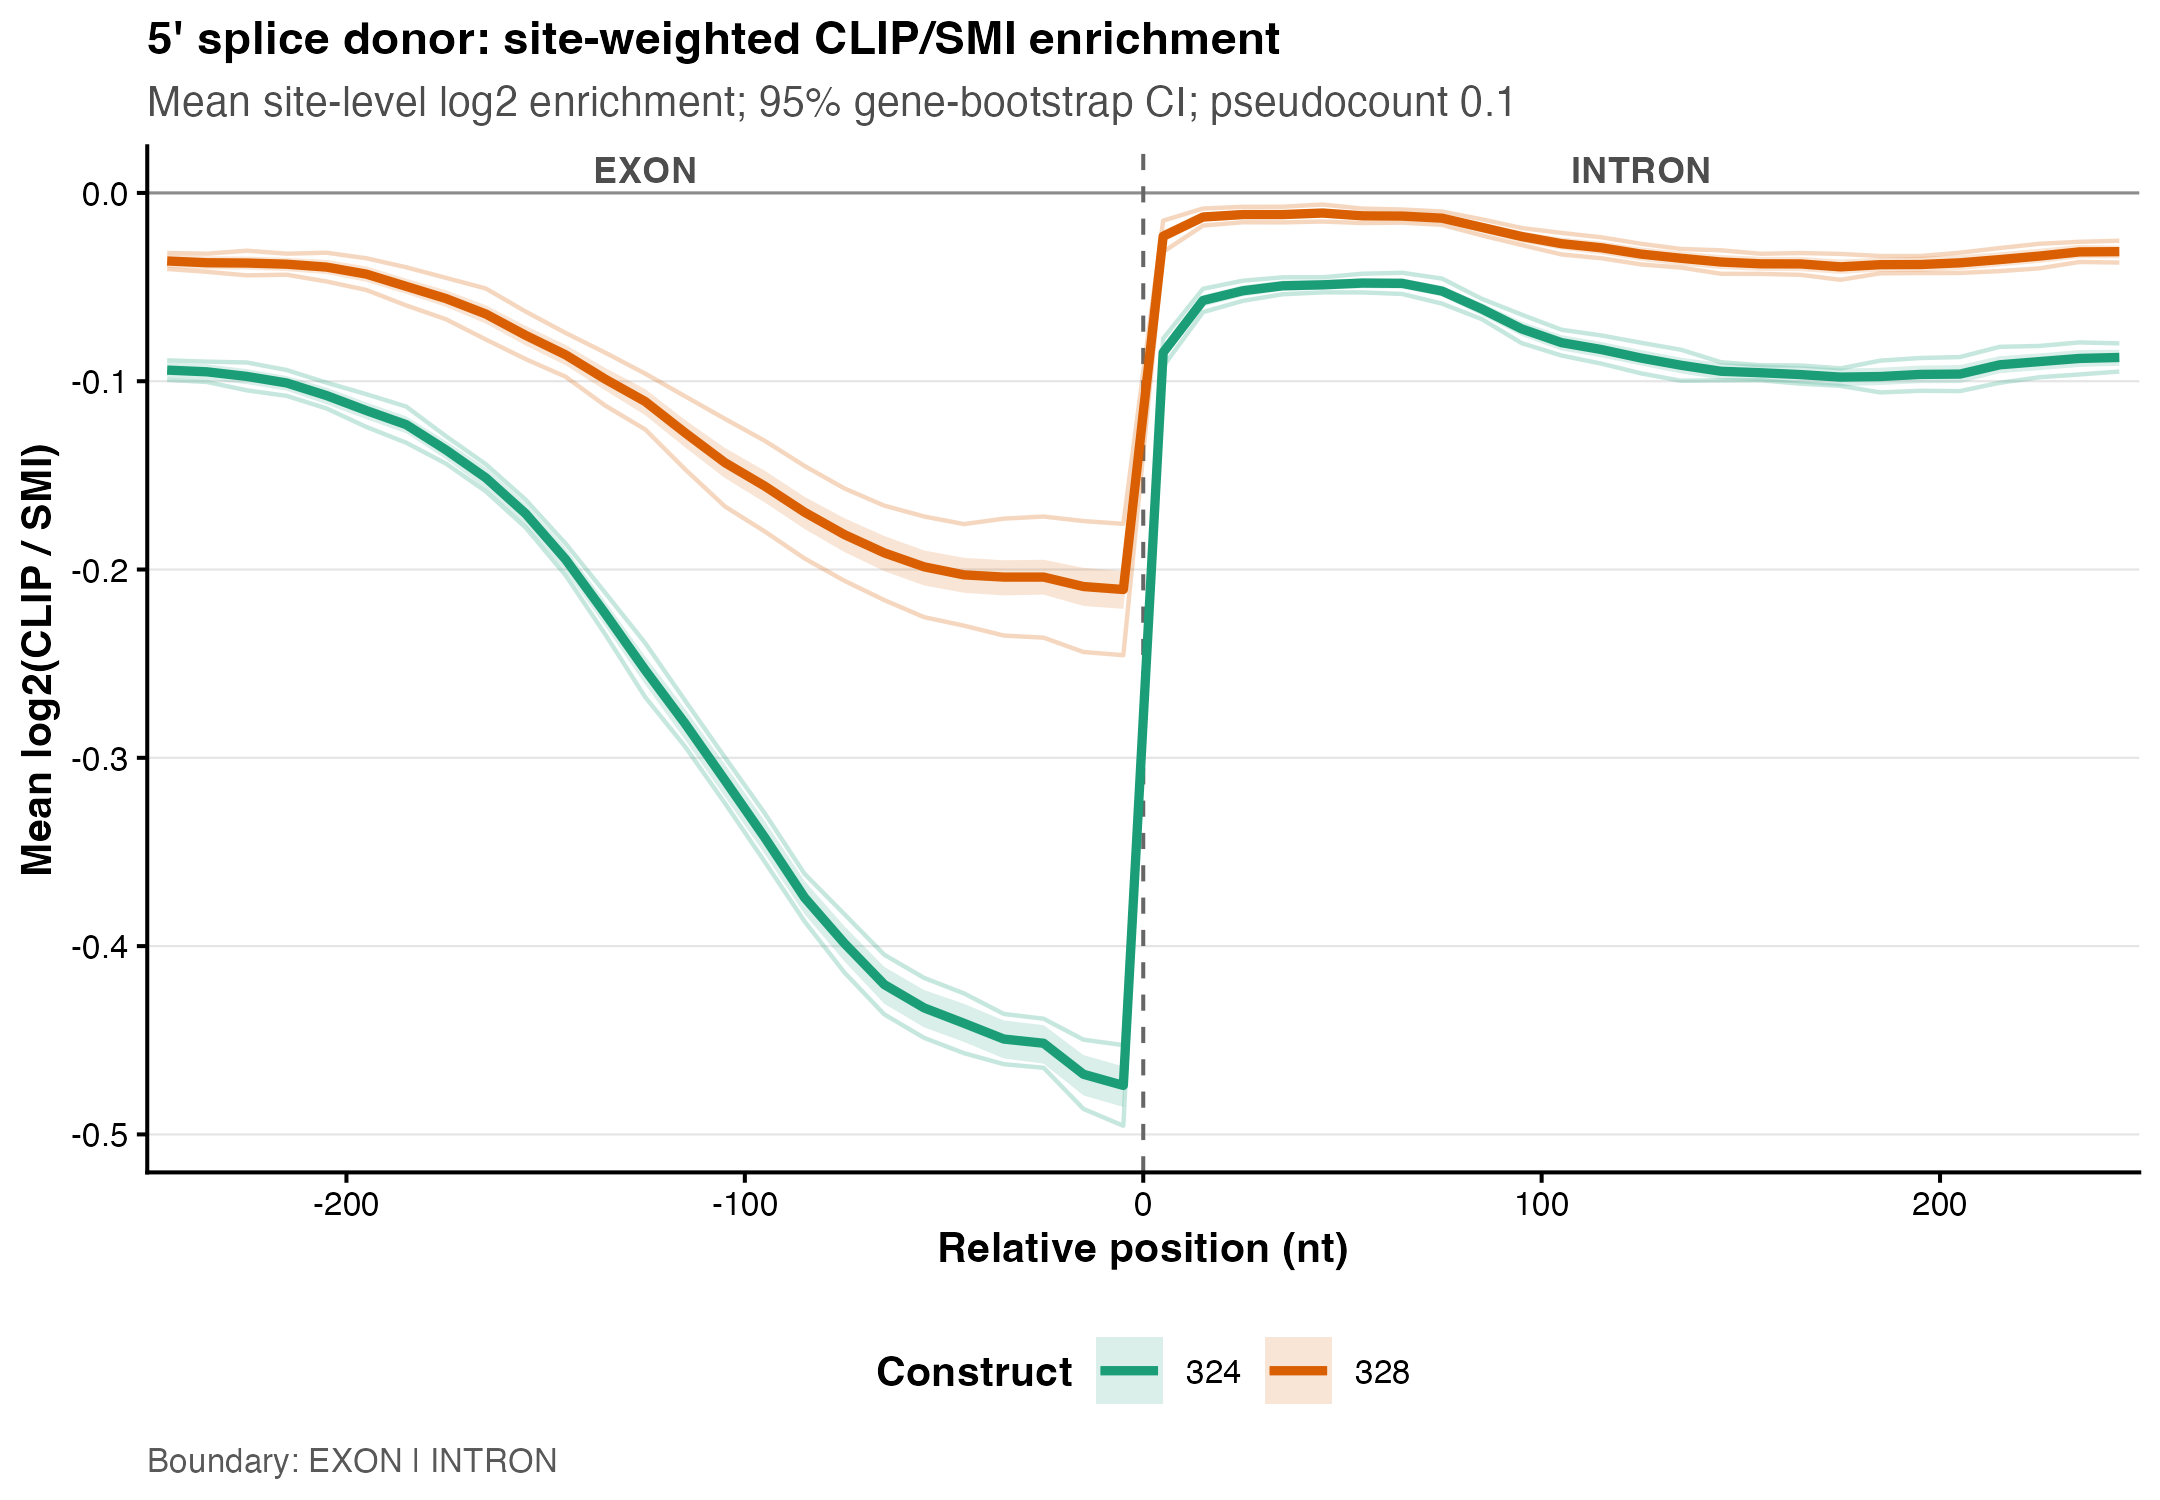 5' splice donor: site-weighted CLIP/SMI enrichment
Mean site-level log2 enrichment; 95% gene-bootstrap CI; pseudocount 0.1
EXON INTRON
0.0
-0.1
-0.2
-0.3
-0.4
-0.5
Mean log2(CLIP / SMI)
-200 -100 0 100 200
Relative position (nt)
Construct 324 328
Boundary: EXON | INTRON